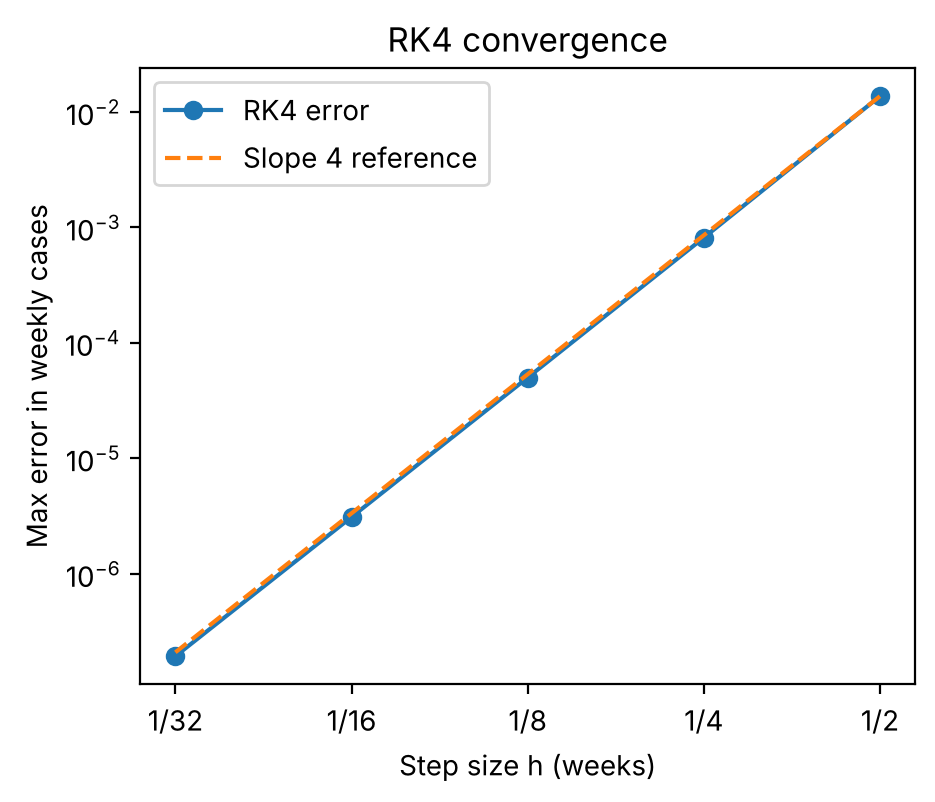 RK4 convergence
RK4 error
Slope 4 reference
10⁻²
10⁻³
10⁻⁴
10⁻⁵
10⁻⁶
Max error in weekly cases
1/32 1/16 1/8 1/4 1/2
Step size h (weeks)